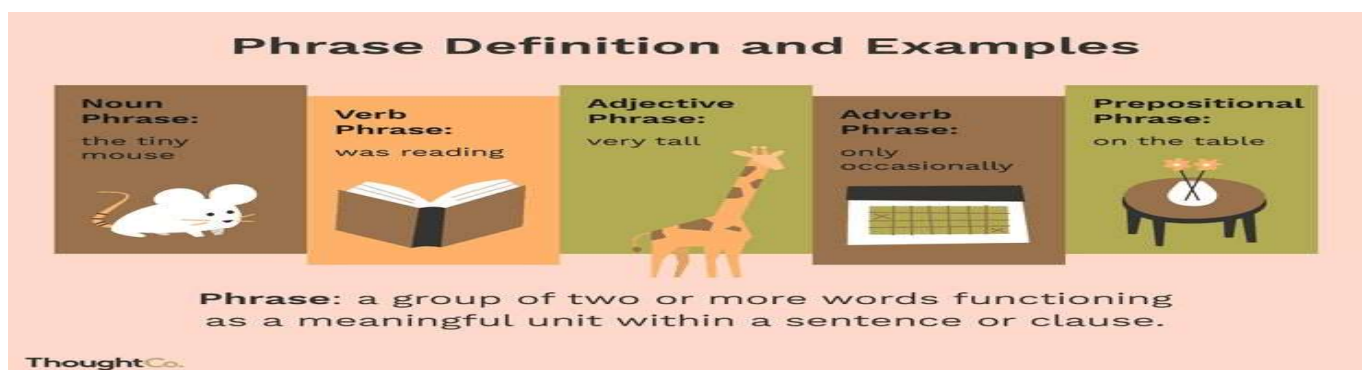 Phrase Definition and Examples
Noun
Phrase:
the tiny
mouse
Verb
Phrase:
was reading
Adjective
Phrase:
very tall
Adverb
Phrase:
only
occasionally
Prepositional
Phrase:
on the table
Phrase: a group of two or more words functioning
as a meaningful unit within a sentence or clause.
ThoughtCo.